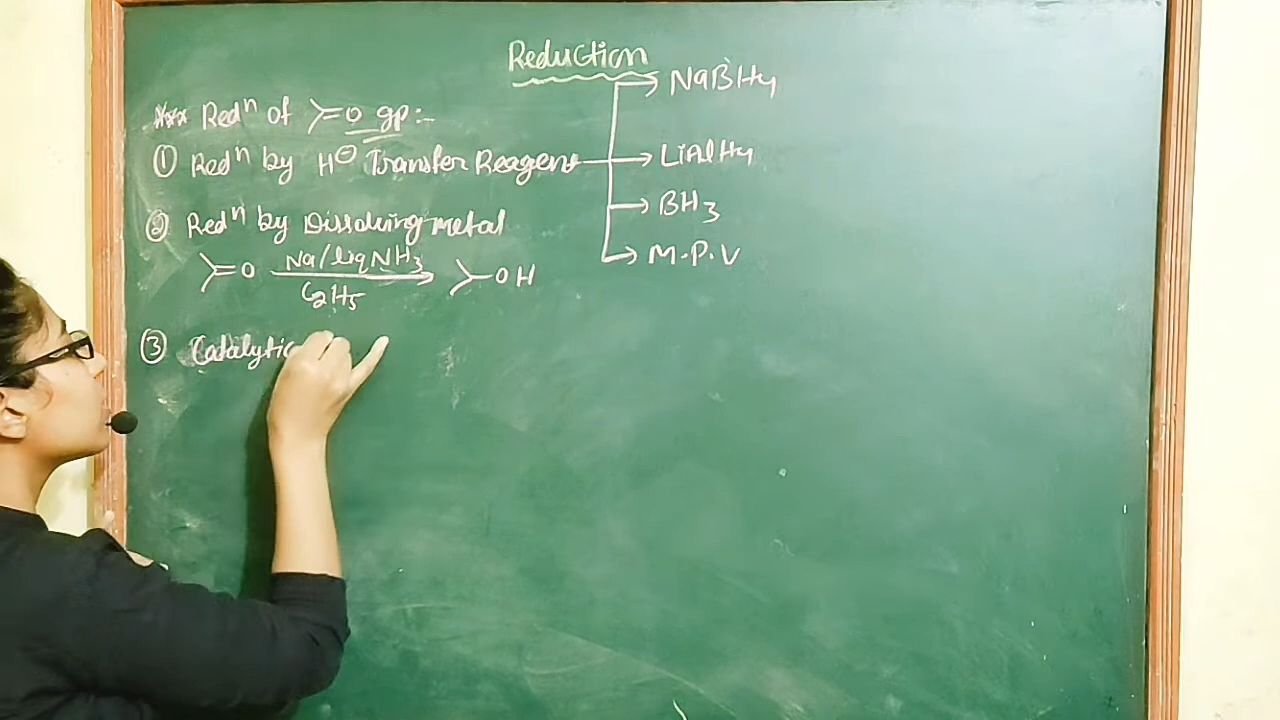 Reduction
*** Redⁿ of >=O gp:-
① Redⁿ by H⊖ Transfer Reagent
NaBH4
LiAlH4
BH3
M.P.V
② Redⁿ by Dissolving metal
>=O Na/liq NH3 >-OH
C2H5
③ Catalytic